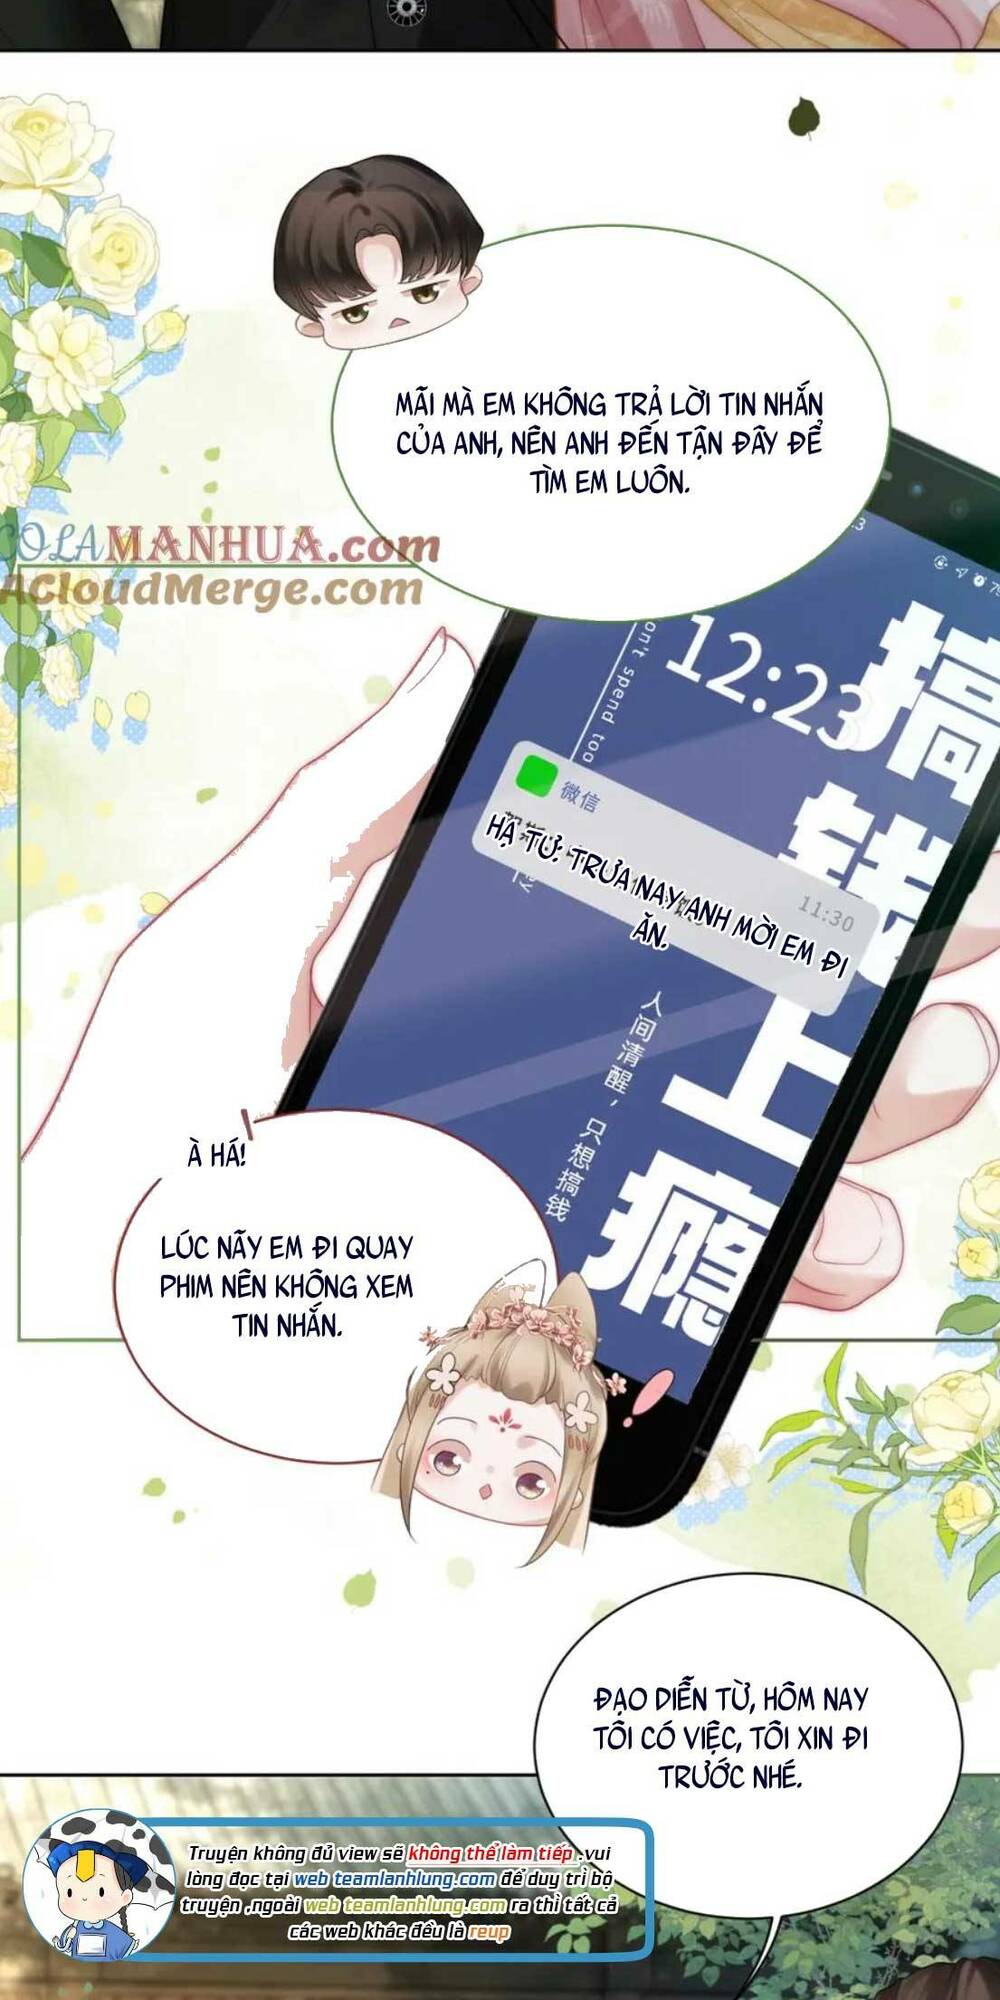 MÃI MÀ EM KHÔNG TRẢ LỜI TIN NHẮN
CỦA ANH, NÊN ANH ĐẾN TẬN ĐÂY ĐỂ
TÌM EM LUÔN.
COLAMANHUA.com
AcloudMerge.com
12:23
on't spend too
搞钱上瘾
微信
11:30
HẠ TƯ: TRƯA NAY ANH MỜI EM ĐI
ĂN.
人间清醒，只想搞钱
À HÁ!
LÚC NÃY EM ĐI QUAY
PHIM NÊN KHÔNG XEM
TIN NHẮN.
ĐẠO DIỄN TỪ, HÔM NAY
TÔI CÓ VIỆC, TÔI XIN ĐI
TRƯỚC NHÉ.
Truyện không đủ view sẽ không thể làm tiếp .vui
lòng đọc tại web teamlanhlung.com để duy trì bộ
truyện ,ngoài web teamlanhlung.com ra thì tất cả
các web khác đều là reup